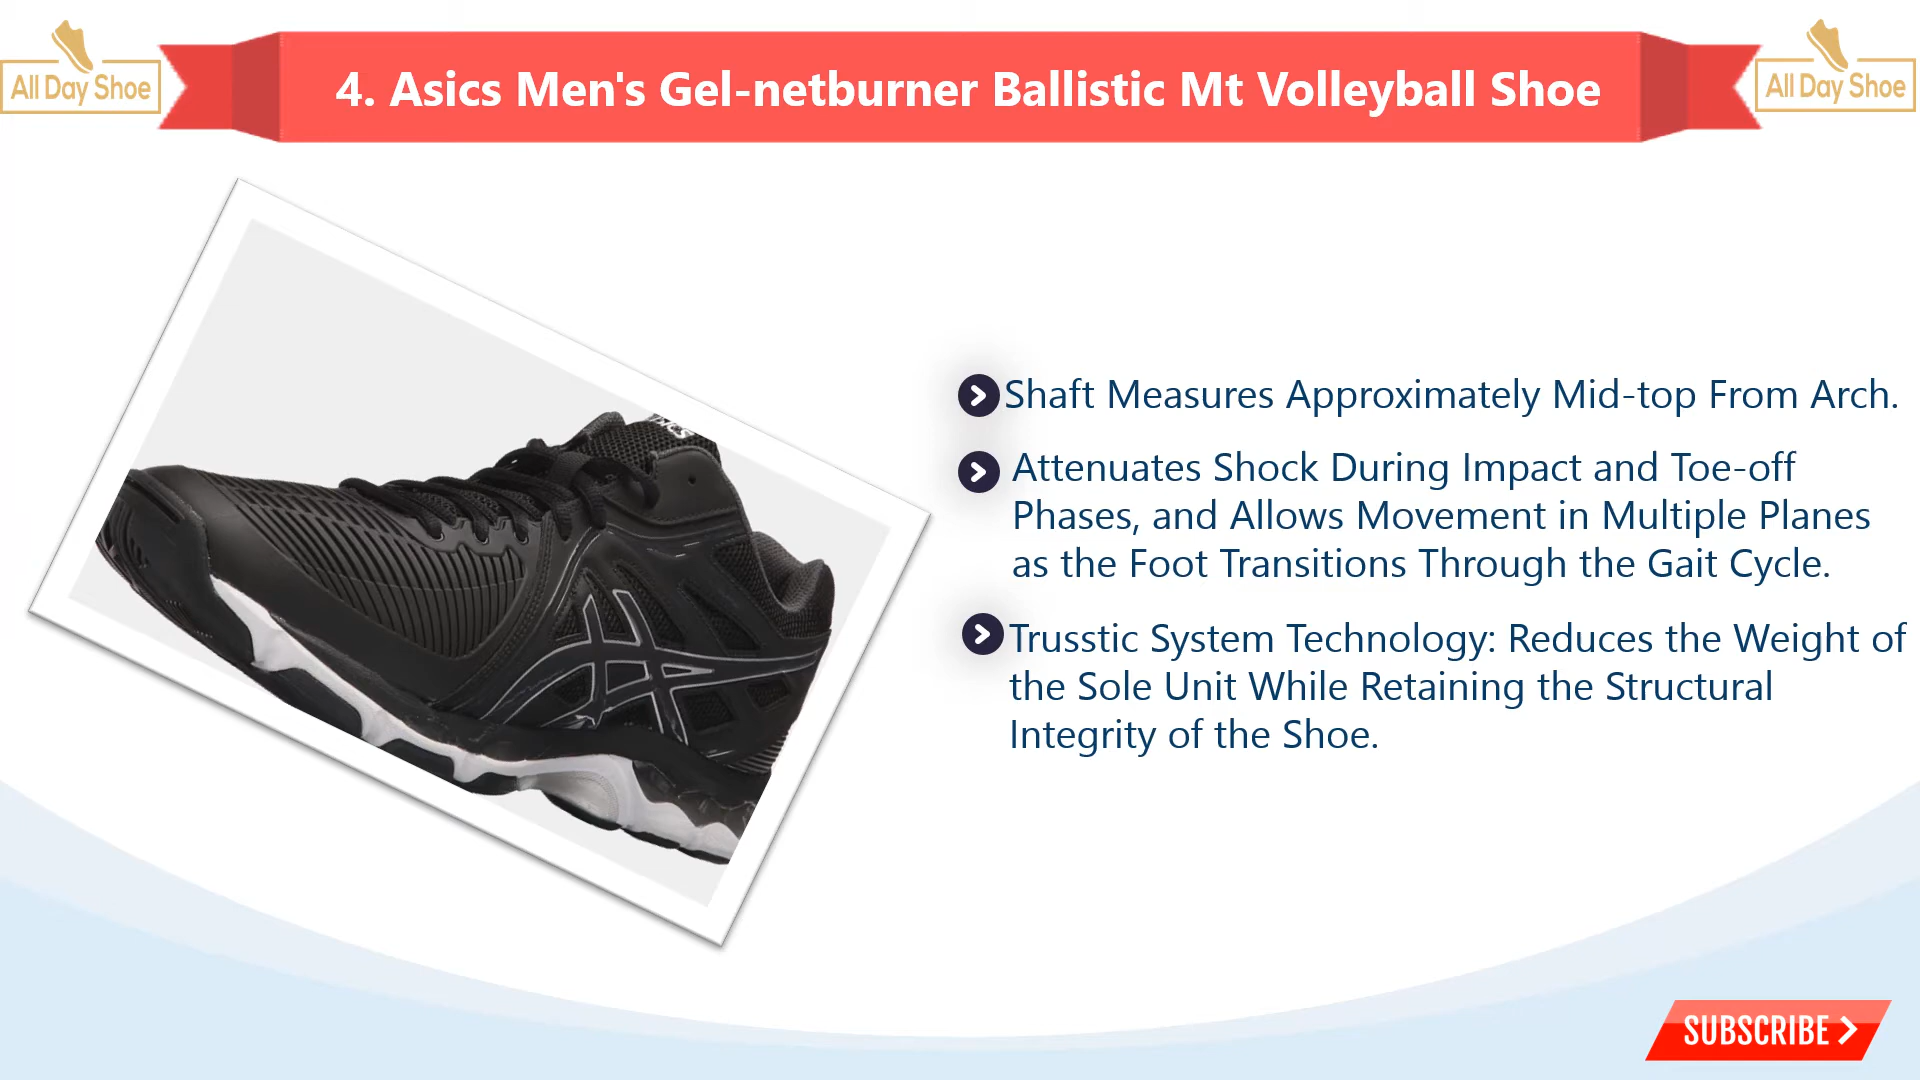 All Day Shoe
4. Asics Men's Gel-netburner Ballistic Mt Volleyball Shoe
All Day Shoe
Shaft Measures Approximately Mid-top From Arch.
Attenuates Shock During Impact and Toe-off
Phases, and Allows Movement in Multiple Planes
as the Foot Transitions Through the Gait Cycle.
Trusstic System Technology: Reduces the Weight of
the Sole Unit While Retaining the Structural
Integrity of the Shoe.
SUBSCRIBE